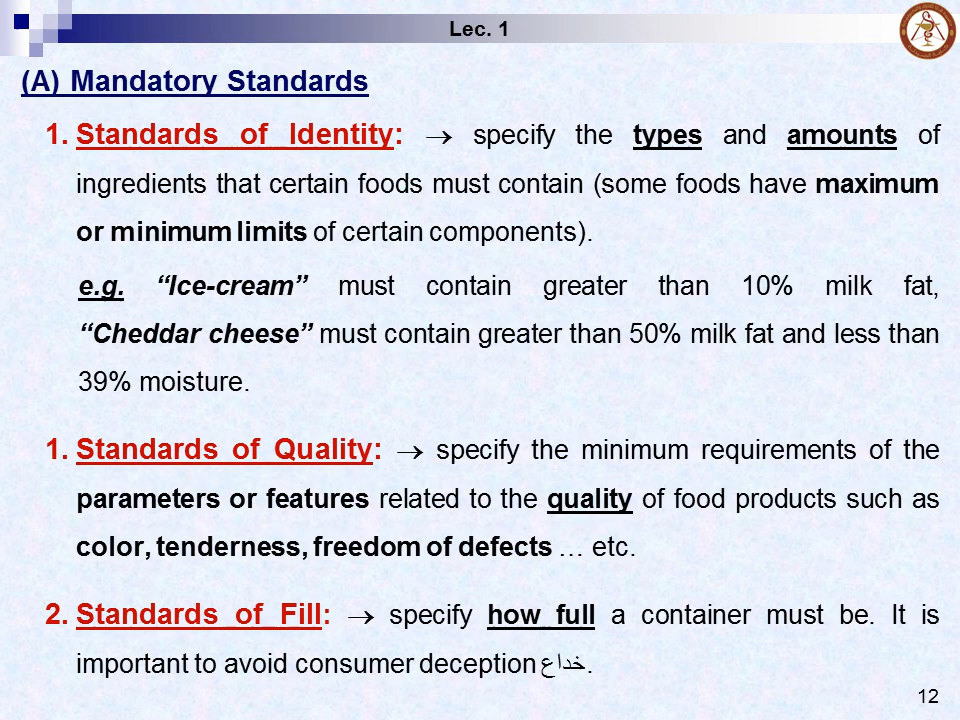 Lec. 1
(A) Mandatory Standards
1. Standards of Identity: → specify the types and amounts of
ingredients that certain foods must contain (some foods have maximum
or minimum limits of certain components).
e.g. “Ice-cream” must contain greater than 10% milk fat,
“Cheddar cheese” must contain greater than 50% milk fat and less than
39% moisture.
1. Standards of Quality: → specify the minimum requirements of the
parameters or features related to the quality of food products such as
color, tenderness, freedom of defects … etc.
2. Standards of Fill: → specify how full a container must be. It is
important to avoid consumer deception خداع.
12